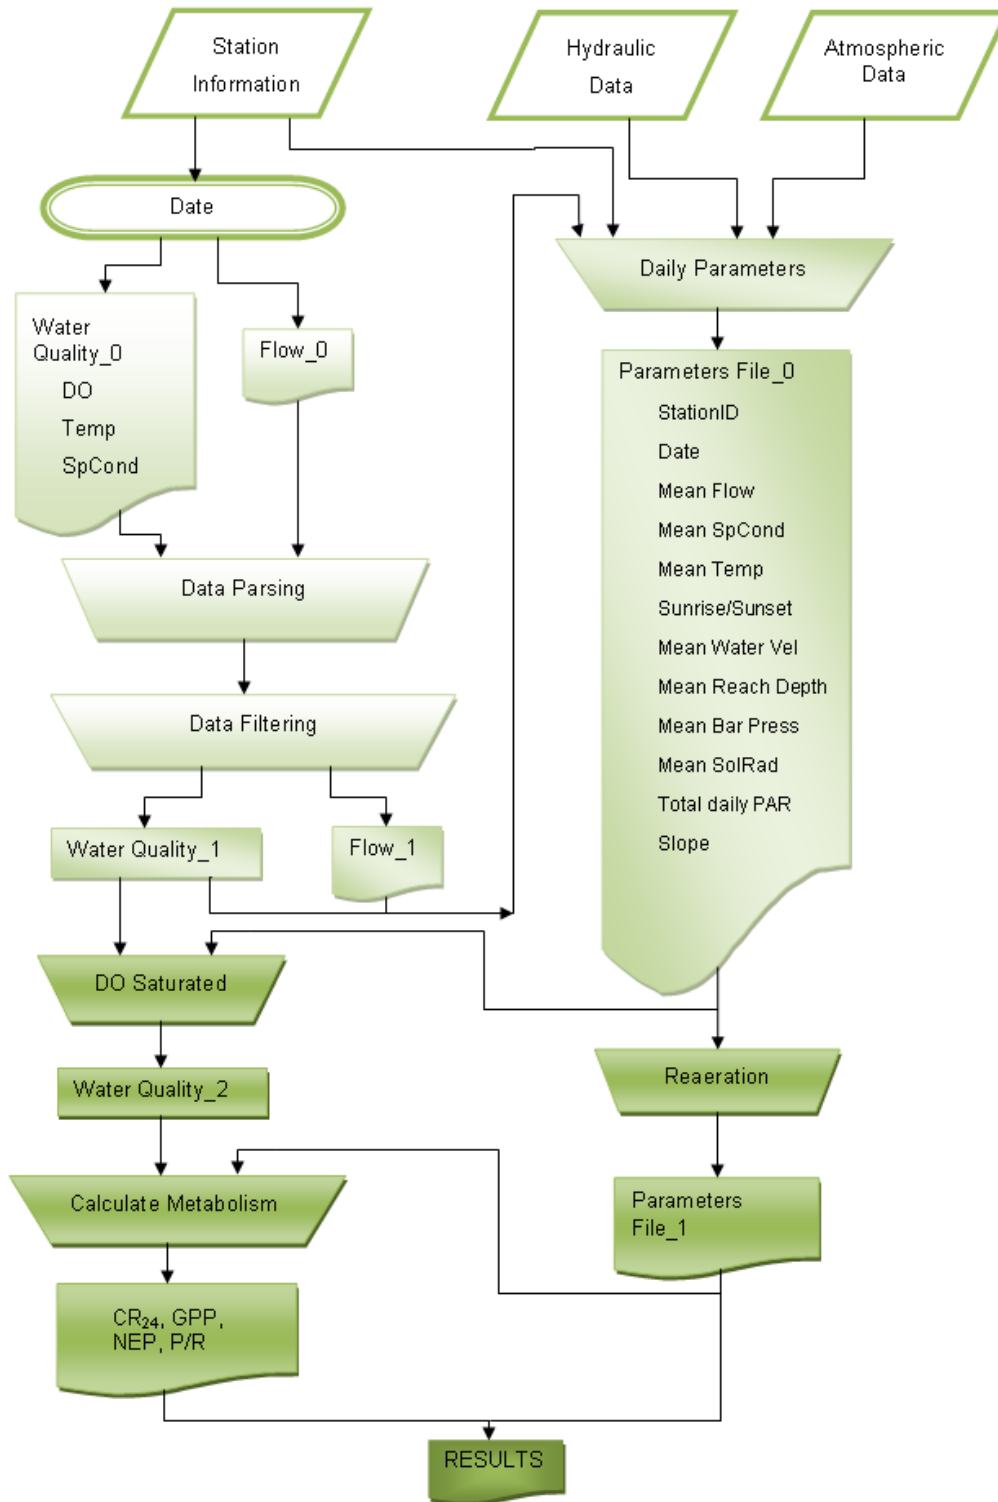 Station
Information
Hydraulic
Data
Atmospheric
Data
Date
Daily Parameters
Water
Quality_0
DO
Temp
SpCond
Flow_0
Parameters File_0
StationID
Date
Mean Flow
Mean SpCond
Mean Temp
Sunrise/Sunset
Mean Water Vel
Mean Reach Depth
Mean Bar Press
Mean SolRad
Total daily PAR
Slope
Data Parsing
Data Filtering
Water Quality_1
Flow_1
DO Saturated
Water Quality_2
Reaeration
Calculate Metabolism
Parameters
File_1
CR₂₄, GPP,
NEP, P/R
RESULTS